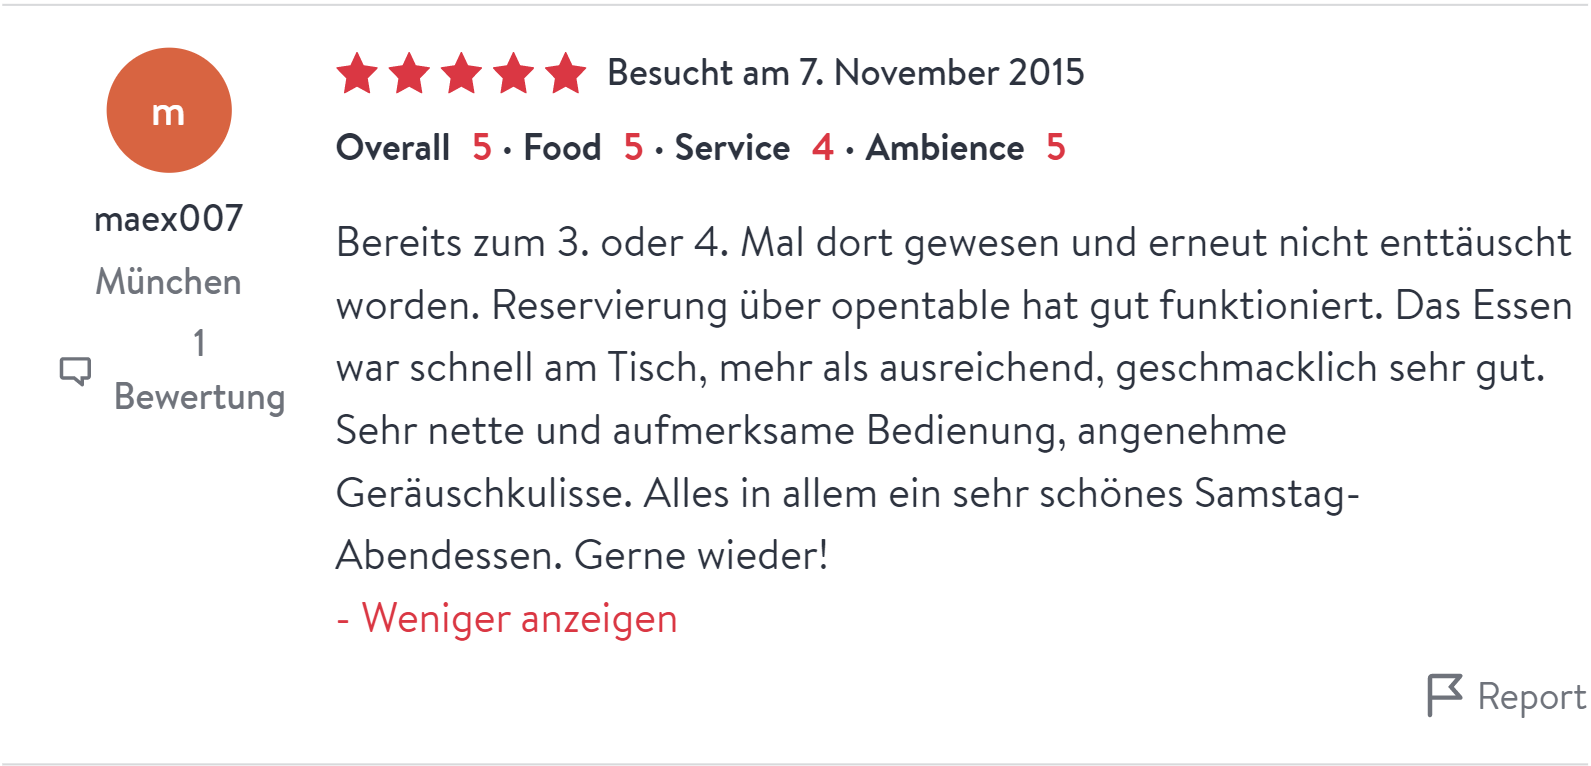 m
maex007
München
1
Bewertung
Besucht am 7. November 2015
Overall 5 · Food 5 · Service 4 · Ambience 5
Bereits zum 3. oder 4. Mal dort gewesen und erneut nicht enttäuscht
worden. Reservierung über opentable hat gut funktioniert. Das Essen
war schnell am Tisch, mehr als ausreichend, geschmacklich sehr gut.
Sehr nette und aufmerksame Bedienung, angenehme
Geräuschkulisse. Alles in allem ein sehr schönes Samstag-
Abendessen. Gerne wieder!
- Weniger anzeigen
Report